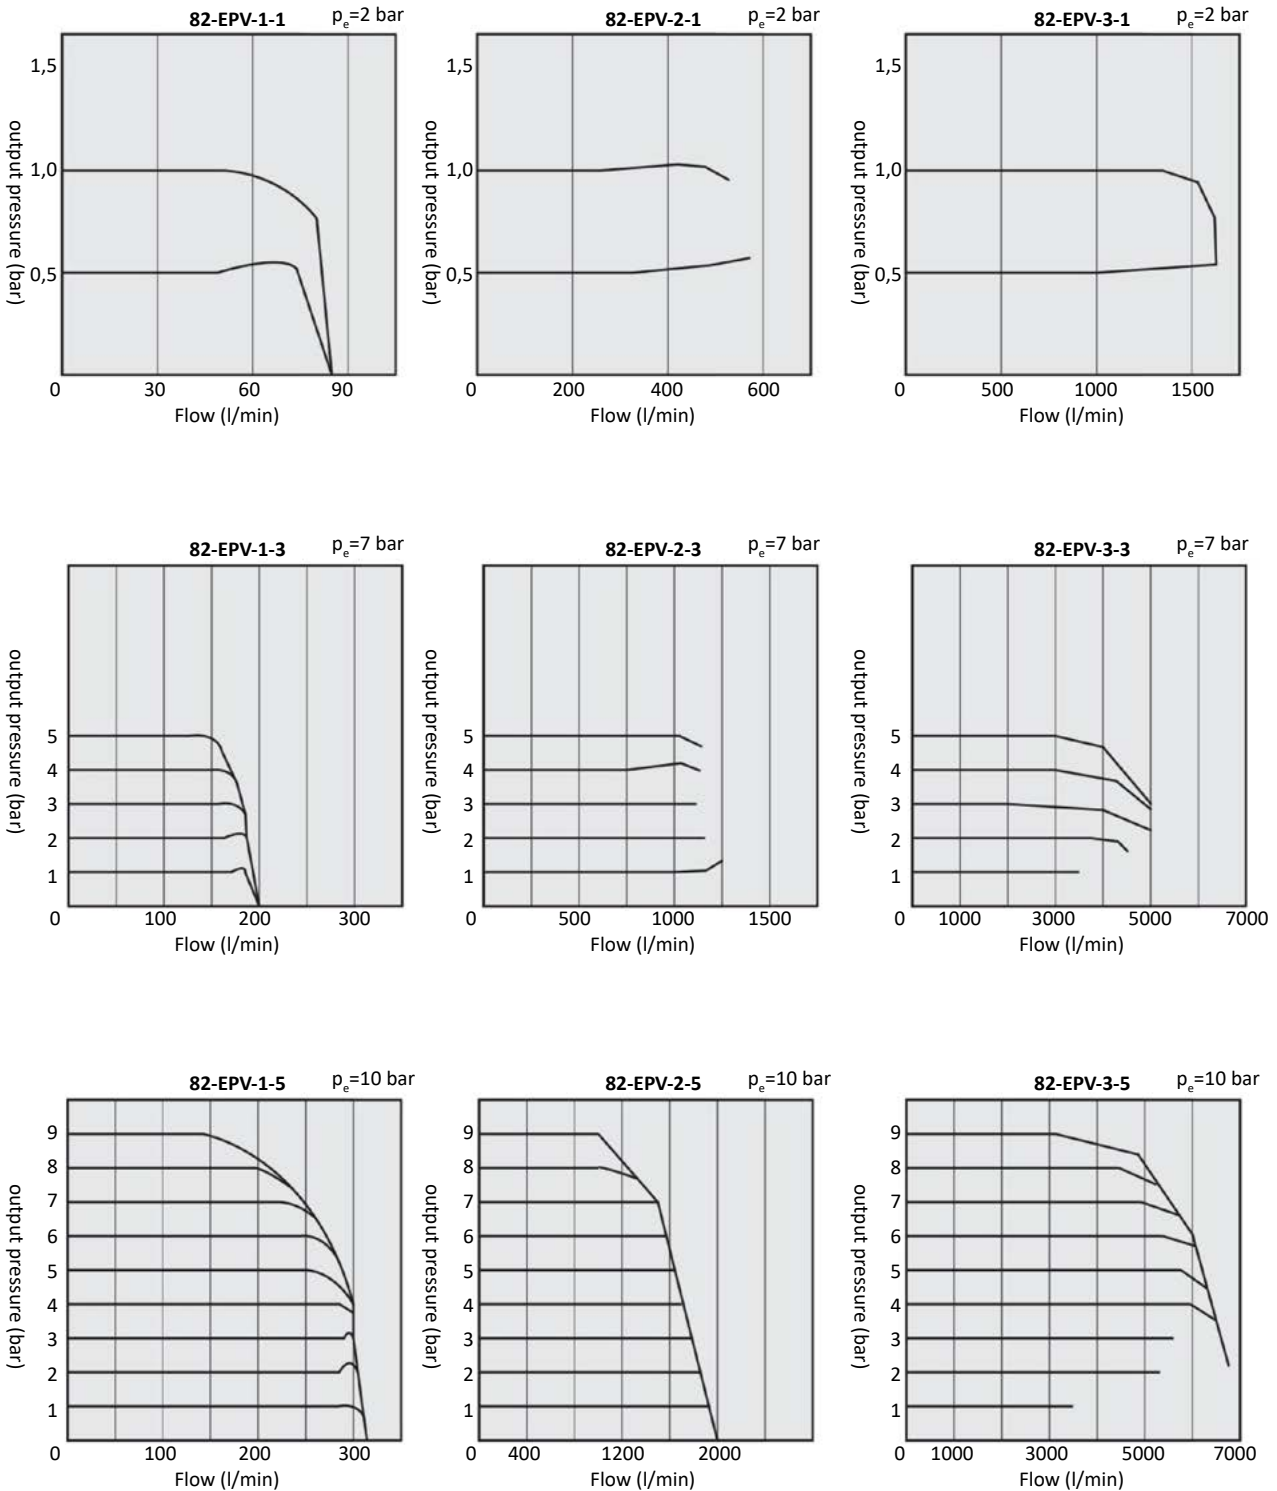 82-EPV-1-1
pe=2 bar
output pressure (bar)
1,5
1,0
0,5
0
30
60
90
Flow (l/min)
82-EPV-2-1
pe=2 bar
output pressure (bar)
1,5
1,0
0,5
0
200
400
600
Flow (l/min)
82-EPV-3-1
pe=2 bar
output pressure (bar)
1,5
1,0
0,5
0
500
1000
1500
Flow (l/min)
82-EPV-1-3
pe=7 bar
output pressure (bar)
5
4
3
2
1
0
100
200
300
Flow (l/min)
82-EPV-2-3
pe=7 bar
output pressure (bar)
5
4
3
2
1
0
500
1000
1500
Flow (l/min)
82-EPV-3-3
pe=7 bar
output pressure (bar)
5
4
3
2
1
0
1000
3000
5000
7000
Flow (l/min)
82-EPV-1-5
pe=10 bar
output pressure (bar)
9
8
7
6
5
4
3
2
1
0
100
200
300
Flow (l/min)
82-EPV-2-5
pe=10 bar
output pressure (bar)
9
8
7
6
5
4
3
2
1
0
400
1200
2000
Flow (l/min)
82-EPV-3-5
pe=10 bar
output pressure (bar)
9
8
7
6
5
4
3
2
1
0
1000
3000
5000
7000
Flow (l/min)